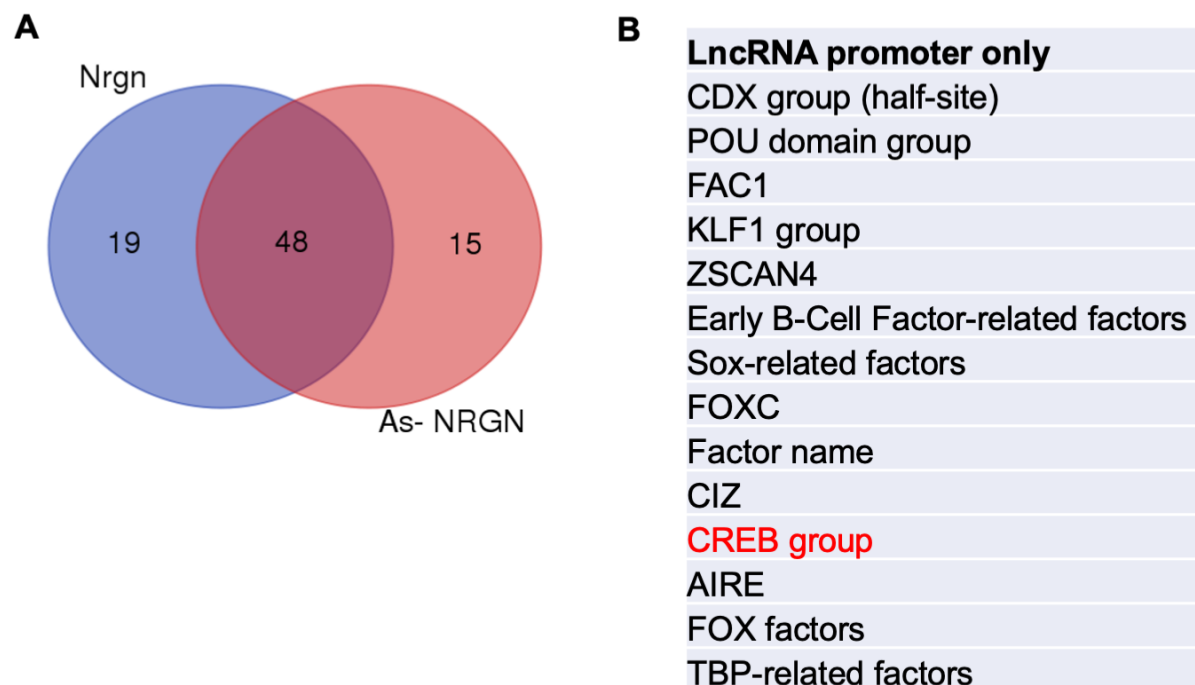 A
Nrgn
19
48
15
As- NRGN
B
LncRNA promoter only
CDX group (half-site)
POU domain group
FAC1
KLF1 group
ZSCAN4
Early B-Cell Factor-related factors
Sox-related factors
FOXC
Factor name
CIZ
CREB group
AIRE
FOX factors
TBP-related factors